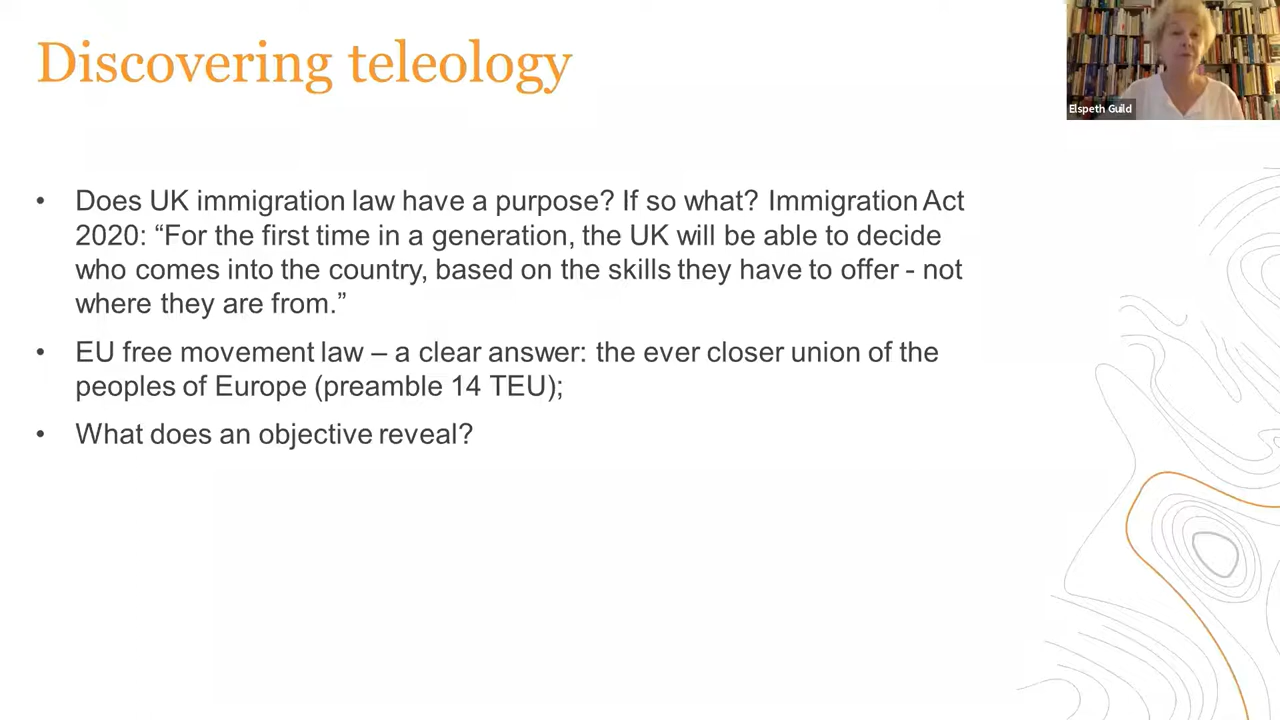 Discovering teleology
Elspeth Guild
• Does UK immigration law have a purpose? If so what? Immigration Act
2020: “For the first time in a generation, the UK will be able to decide
who comes into the country, based on the skills they have to offer - not
where they are from.”
• EU free movement law – a clear answer: the ever closer union of the
peoples of Europe (preamble 14 TEU);
• What does an objective reveal?